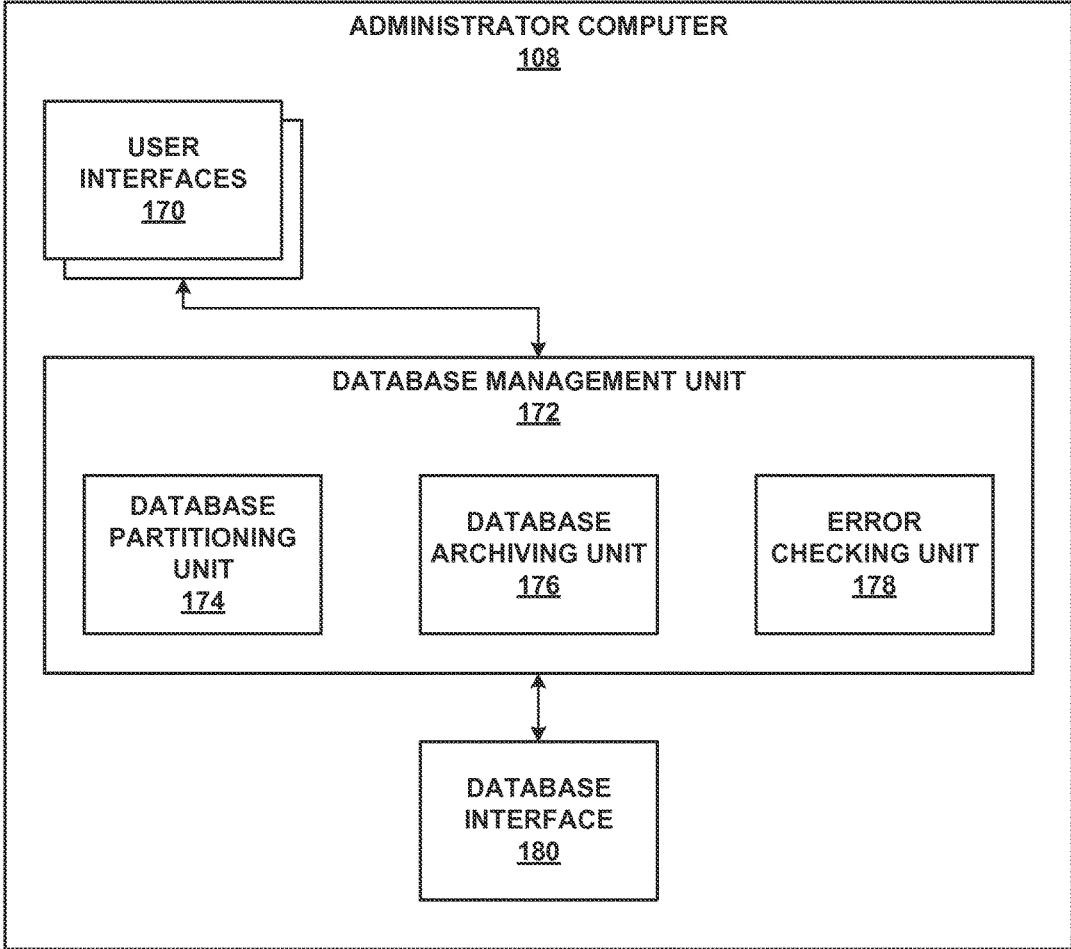 ADMINISTRATOR COMPUTER
108
USER
INTERFACES
170
DATABASE MANAGEMENT UNIT
172
DATABASE
PARTITIONING
UNIT
174
DATABASE
ARCHIVING UNIT
176
ERROR
CHECKING UNIT
178
DATABASE
INTERFACE
180